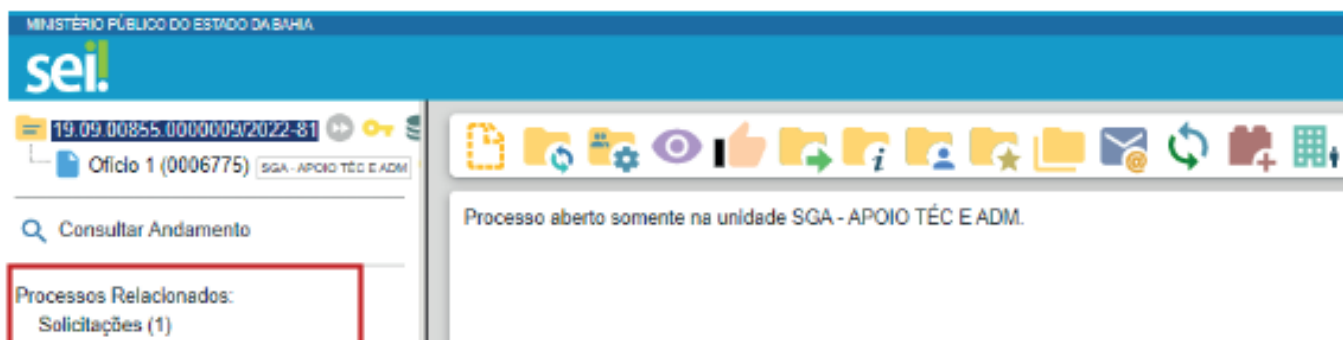 MINISTÉRIO PÚBLICO DO ESTADO DA BAHIA
sei!
19.09.00855.0000009/2022-81
Ofício 1 (0006775) SGA - APOIO TÉC E ADM
Consultar Andamento
Processos Relacionados:
Solicitações (1)
Processo aberto somente na unidade SGA - APOIO TÉC E ADM.